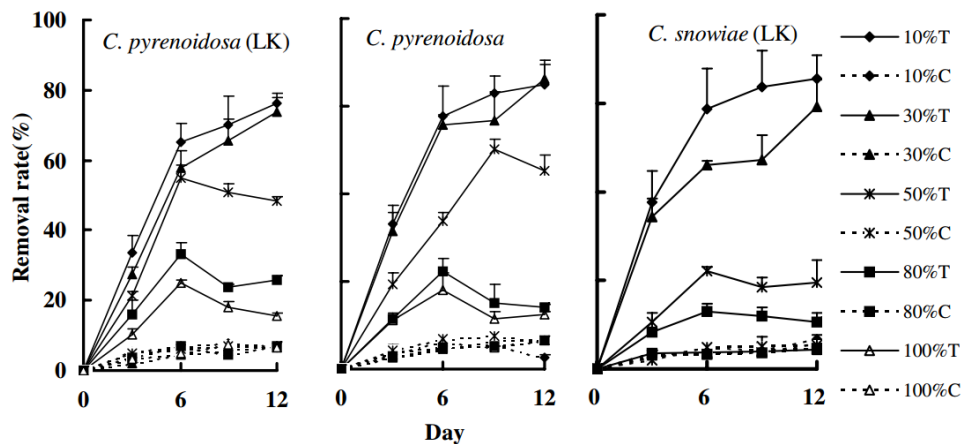 C. pyrenoidosa (LK)
C. pyrenoidosa
C. snowiae (LK)
Removal rate(%)
100
80
60
40
20
0
0 6 12
0 6 12
0 6 12
Day
10%T
10%C
30%T
30%C
50%T
50%C
80%T
80%C
100%T
100%C